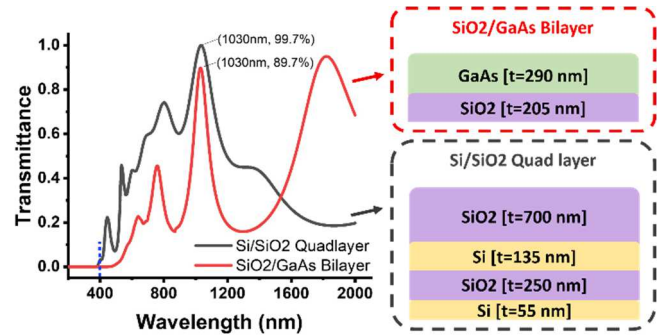 (1030nm, 99.7%)
(1030nm, 89.7%)
1.0
0.8
0.6
0.4
0.2
0.0
Transmittance
Si/SiO2 Quadlayer
SiO2/GaAs Bilayer
400 800 1200 1600 2000
Wavelength (nm)
SiO2/GaAs Bilayer
GaAs [t=290 nm]
SiO2 [t=205 nm]
Si/SiO2 Quad layer
SiO2 [t=700 nm]
Si [t=135 nm]
SiO2 [t=250 nm]
Si [t=55 nm]